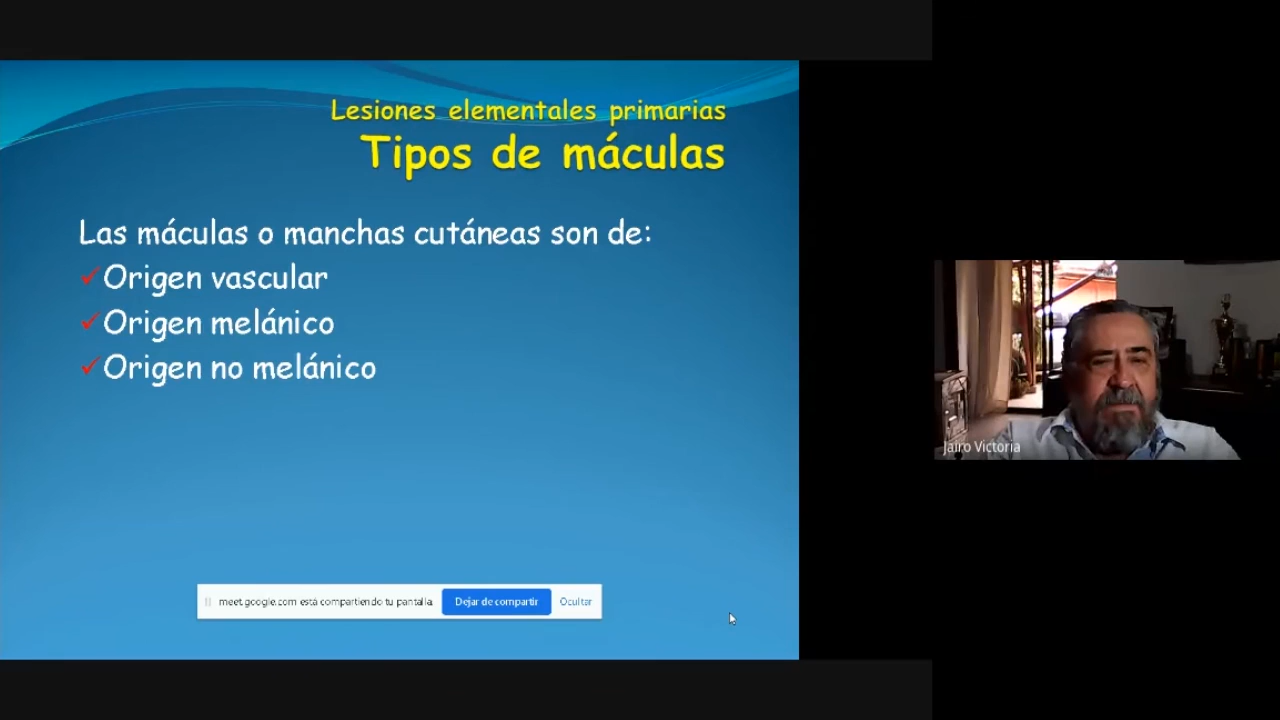 Lesiones elementales primarias
Tipos de máculas
Las máculas o manchas cutáneas son de:
Origen vascular
Origen melánico
Origen no melánico
meet.google.com está compartiendo tu pantalla.
Dejar de compartir
Ocultar
Jairo Victoria